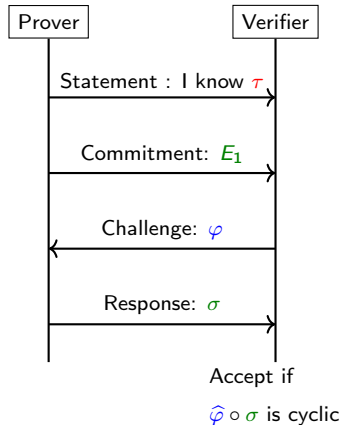 Prover
Verifier
Statement : I know τ
Commitment: E₁
Challenge: φ
Response: σ
Accept if
φ̂ ∘ σ is cyclic